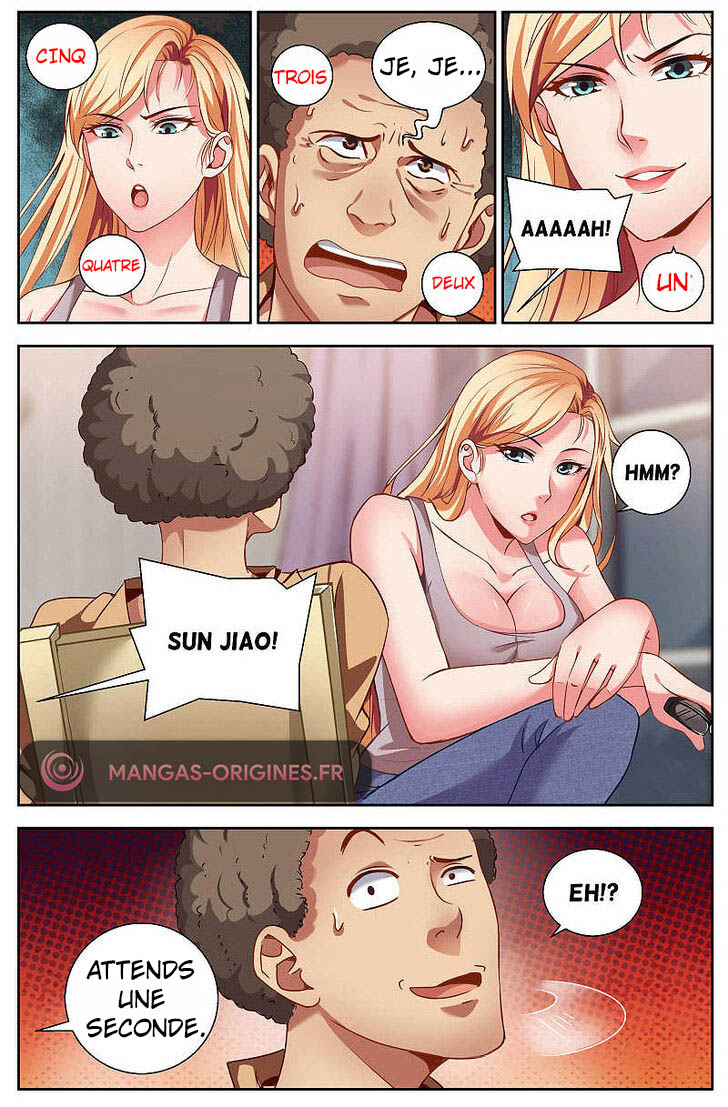 CINQ
QUATRE
TROIS
JE, JE...
DEUX
AAAAAH!
UN
HMM?
SUN JIAO!
MANGAS-ORIGINES.FR
EH!?
ATTENDS
UNE
SECONDE.